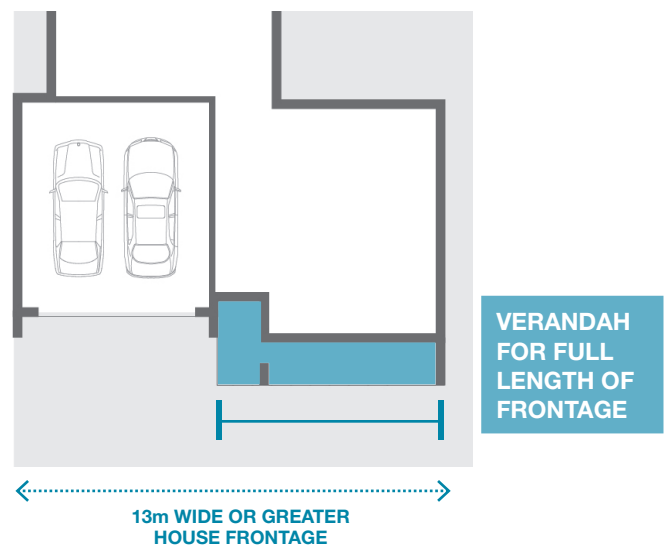 VERANDAH
FOR FULL
LENGTH OF
FRONTAGE
13m WIDE OR GREATER
HOUSE FRONTAGE